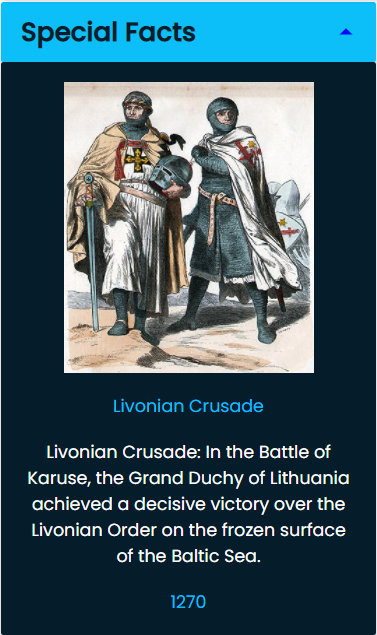 Special Facts
Livonian Crusade
Livonian Crusade: In the Battle of
Karuse, the Grand Duchy of Lithuania
achieved a decisive victory over the
Livonian Order on the frozen surface
of the Baltic Sea.
1270